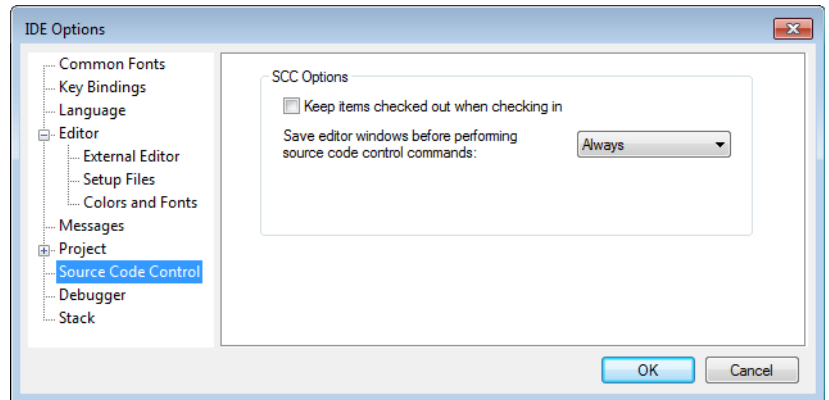 IDE Options
Common Fonts
Key Bindings
Language
Editor
External Editor
Setup Files
Colors and Fonts
Messages
Project
Source Code Control
Debugger
Stack
SCC Options
Keep items checked out when checking in
Save editor windows before performing
source code control commands:
Always
OK
Cancel